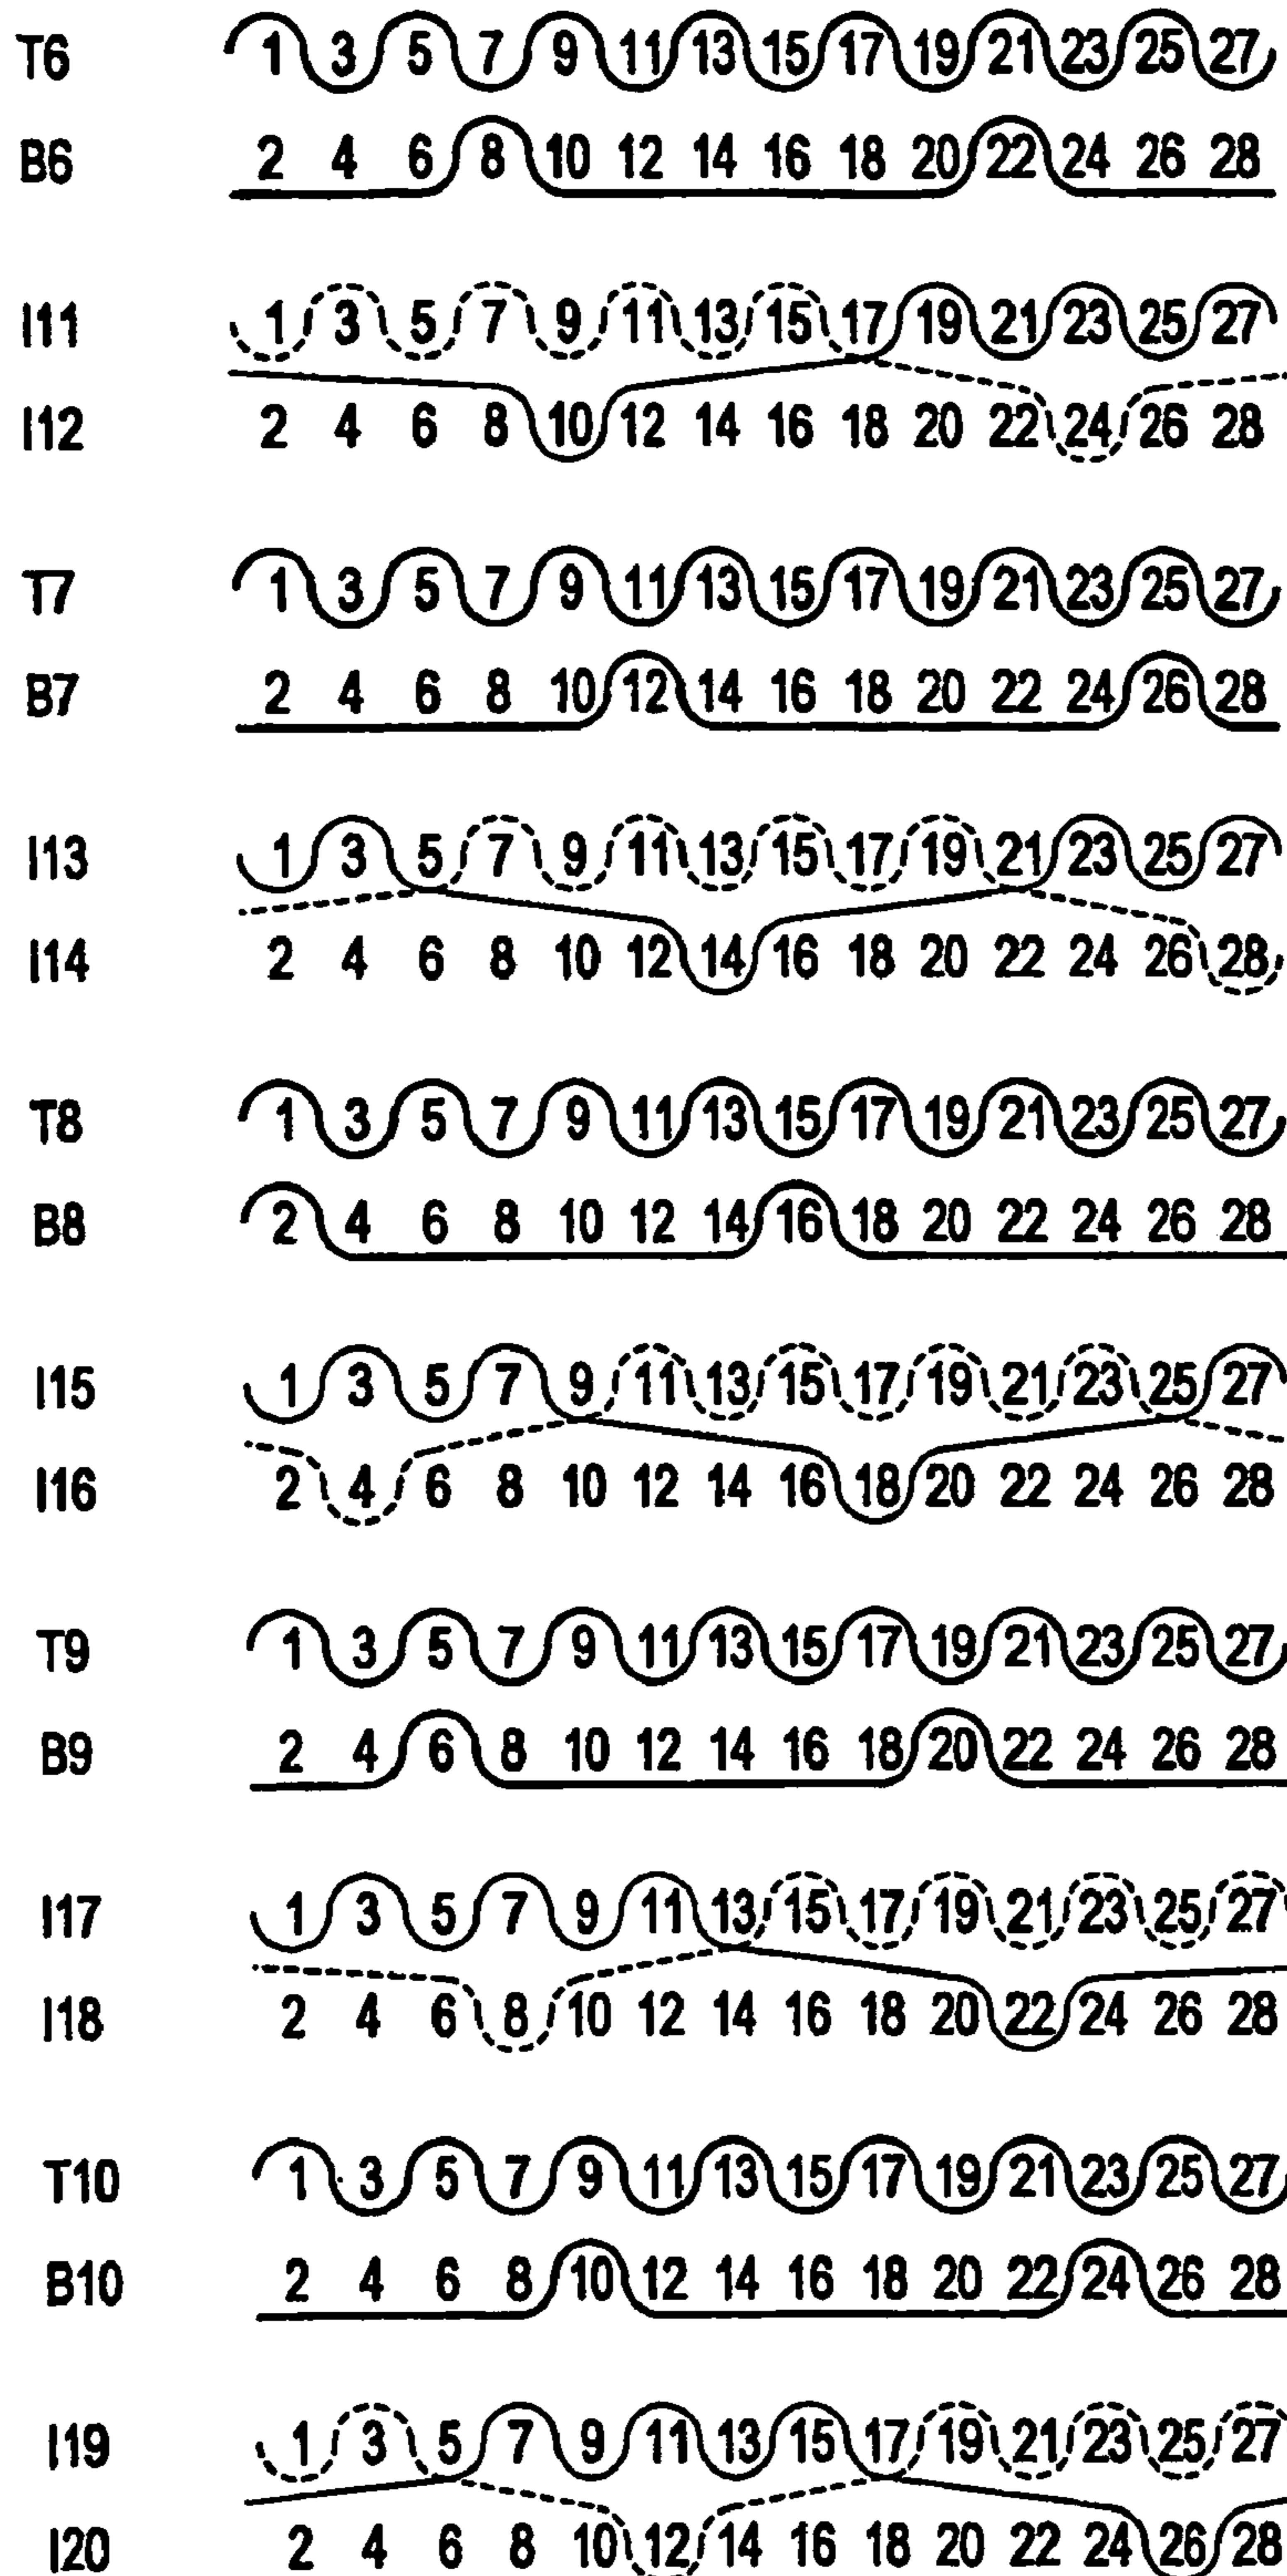 T6 1 3 5 7 9 11 13 15 17 19 21 23 25 27
B6 2 4 6 8 10 12 14 16 18 20 22 24 26 28
I11 1 3 5 7 9 11 13 15 17 19 21 23 25 27
I12 2 4 6 8 10 12 14 16 18 20 22 24 26 28
T7 1 3 5 7 9 11 13 15 17 19 21 23 25 27
B7 2 4 6 8 10 12 14 16 18 20 22 24 26 28
I13 1 3 5 7 9 11 13 15 17 19 21 23 25 27
I14 2 4 6 8 10 12 14 16 18 20 22 24 26 28
T8 1 3 5 7 9 11 13 15 17 19 21 23 25 27
B8 2 4 6 8 10 12 14 16 18 20 22 24 26 28
I15 1 3 5 7 9 11 13 15 17 19 21 23 25 27
I16 2 4 6 8 10 12 14 16 18 20 22 24 26 28
T9 1 3 5 7 9 11 13 15 17 19 21 23 25 27
B9 2 4 6 8 10 12 14 16 18 20 22 24 26 28
I17 1 3 5 7 9 11 13 15 17 19 21 23 25 27
I18 2 4 6 8 10 12 14 16 18 20 22 24 26 28
T10 1 3 5 7 9 11 13 15 17 19 21 23 25 27
B10 2 4 6 8 10 12 14 16 18 20 22 24 26 28
I19 1 3 5 7 9 11 13 15 17 19 21 23 25 27
I20 2 4 6 8 10 12 14 16 18 20 22 24 26 28